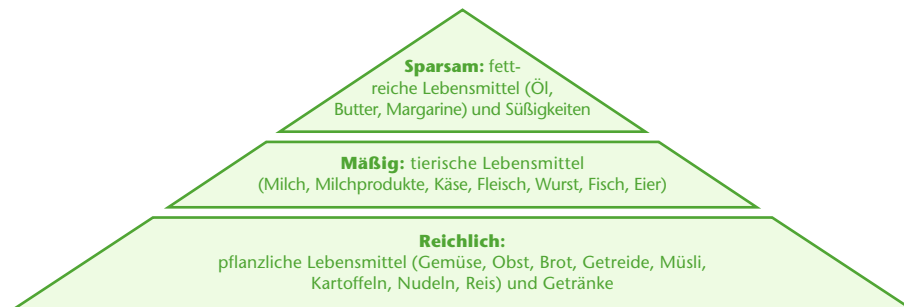 Sparsam: fett-
reiche Lebensmittel (Öl,
Butter, Margarine) und Süßigkeiten
Mäßig: tierische Lebensmittel
(Milch, Milchprodukte, Käse, Fleisch, Wurst, Fisch, Eier)
Reichlich:
pflanzliche Lebensmittel (Gemüse, Obst, Brot, Getreide, Müsli,
Kartoffeln, Nudeln, Reis) und Getränke